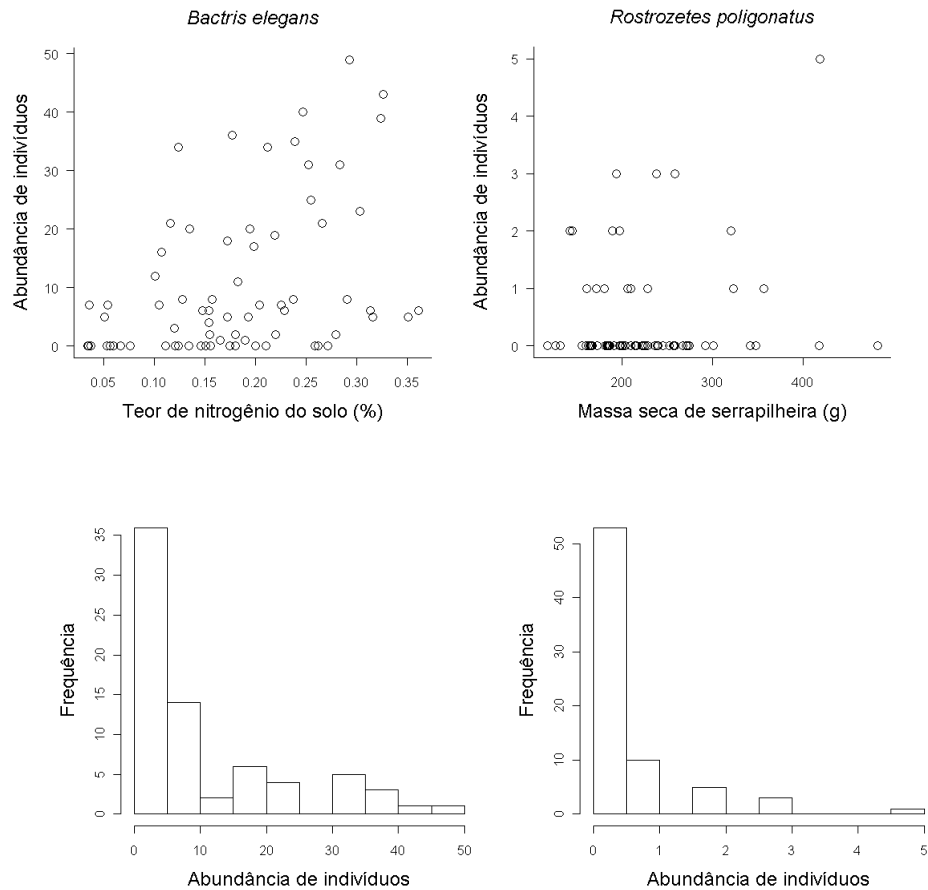 Bactris elegans
Abundância de indivíduos
50
40
30
20
10
0
0.05 0.10 0.15 0.20 0.25 0.30 0.35
Teor de nitrogênio do solo (%)
Rostrozetes poligonatus
Abundância de indivíduos
5
4
3
2
1
0
200 300 400
Massa seca de serrapilheira (g)
Frequência
35
30
25
20
15
10
5
0
0 10 20 30 40 50
Abundância de indivíduos
Frequência
50
40
30
20
10
0
0 1 2 3 4 5
Abundância de indivíduos